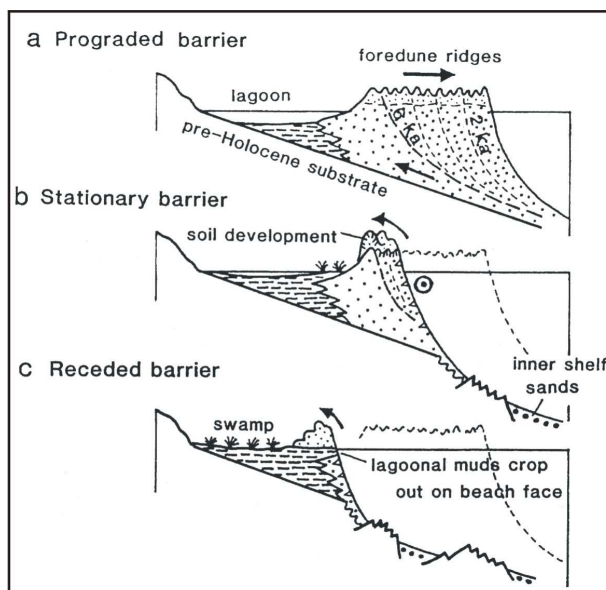 a Prograded barrier
foredune ridges
lagoon
6 ka
2 ka
pre-Holocene substrate
b Stationary barrier
soil development
inner shelf
sands
c Receded barrier
swamp
lagoonal muds crop
out on beach face